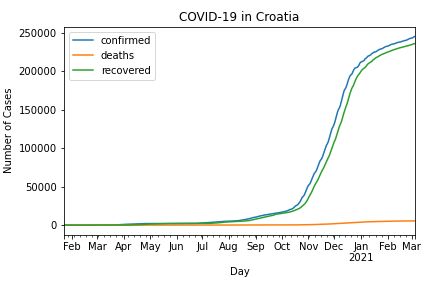 COVID-19 in Croatia
confirmed
deaths
recovered
Number of Cases
250000
200000
150000
100000
50000
0
Feb Mar Apr May Jun Jul Aug Sep Oct Nov Dec Jan Feb Mar
2021
Day